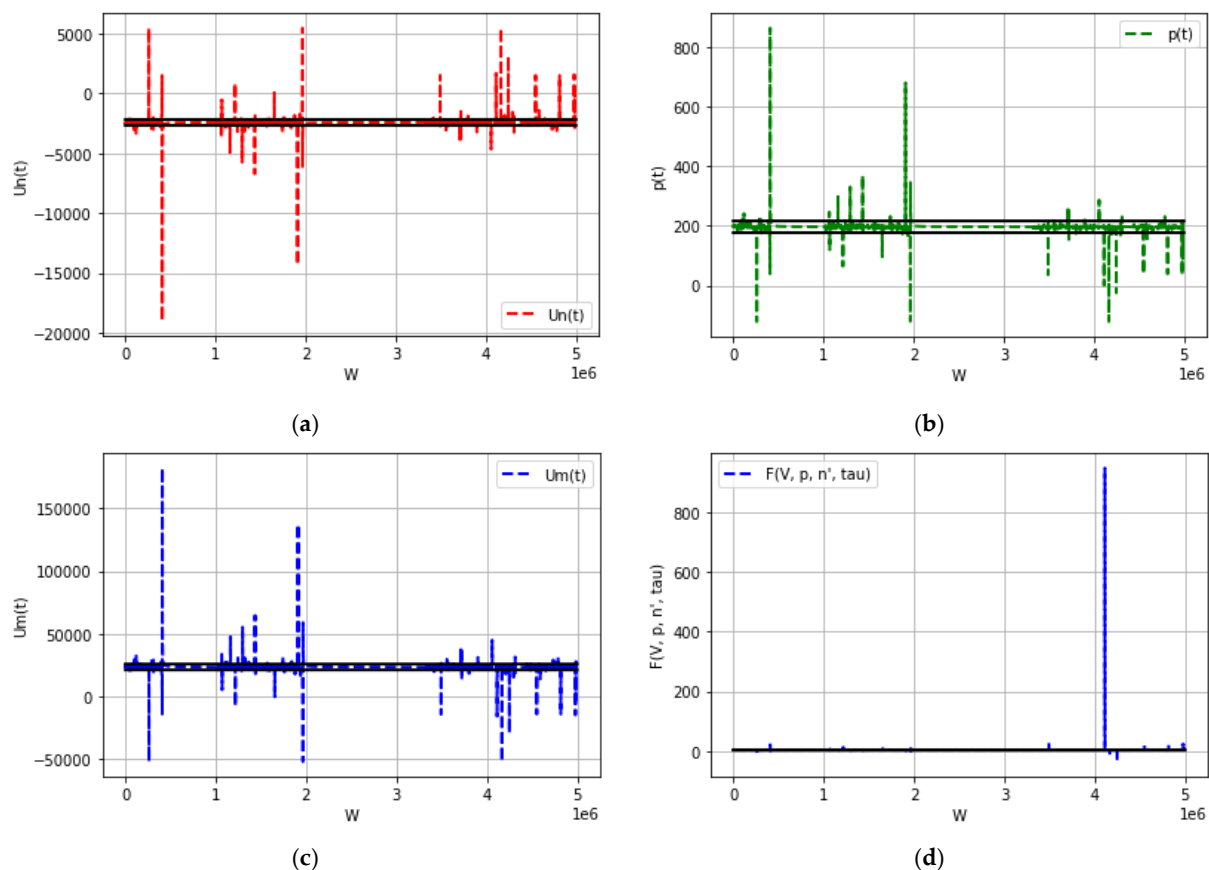 5000
0
−5000
−10000
−15000
−20000
Un(t)
Un(t)
0 1 2 3 4 5
1e6
W
(a)
800
600
400
200
0
p(t)
p(t)
0 1 2 3 4 5
1e6
W
(b)
150000
100000
50000
0
−50000
Um(t)
Um(t)
0 1 2 3 4 5
1e6
W
(c)
800
600
400
200
0
F(V, p, n', tau)
F(V, p, n', tau)
0 1 2 3 4 5
1e6
W
(d)